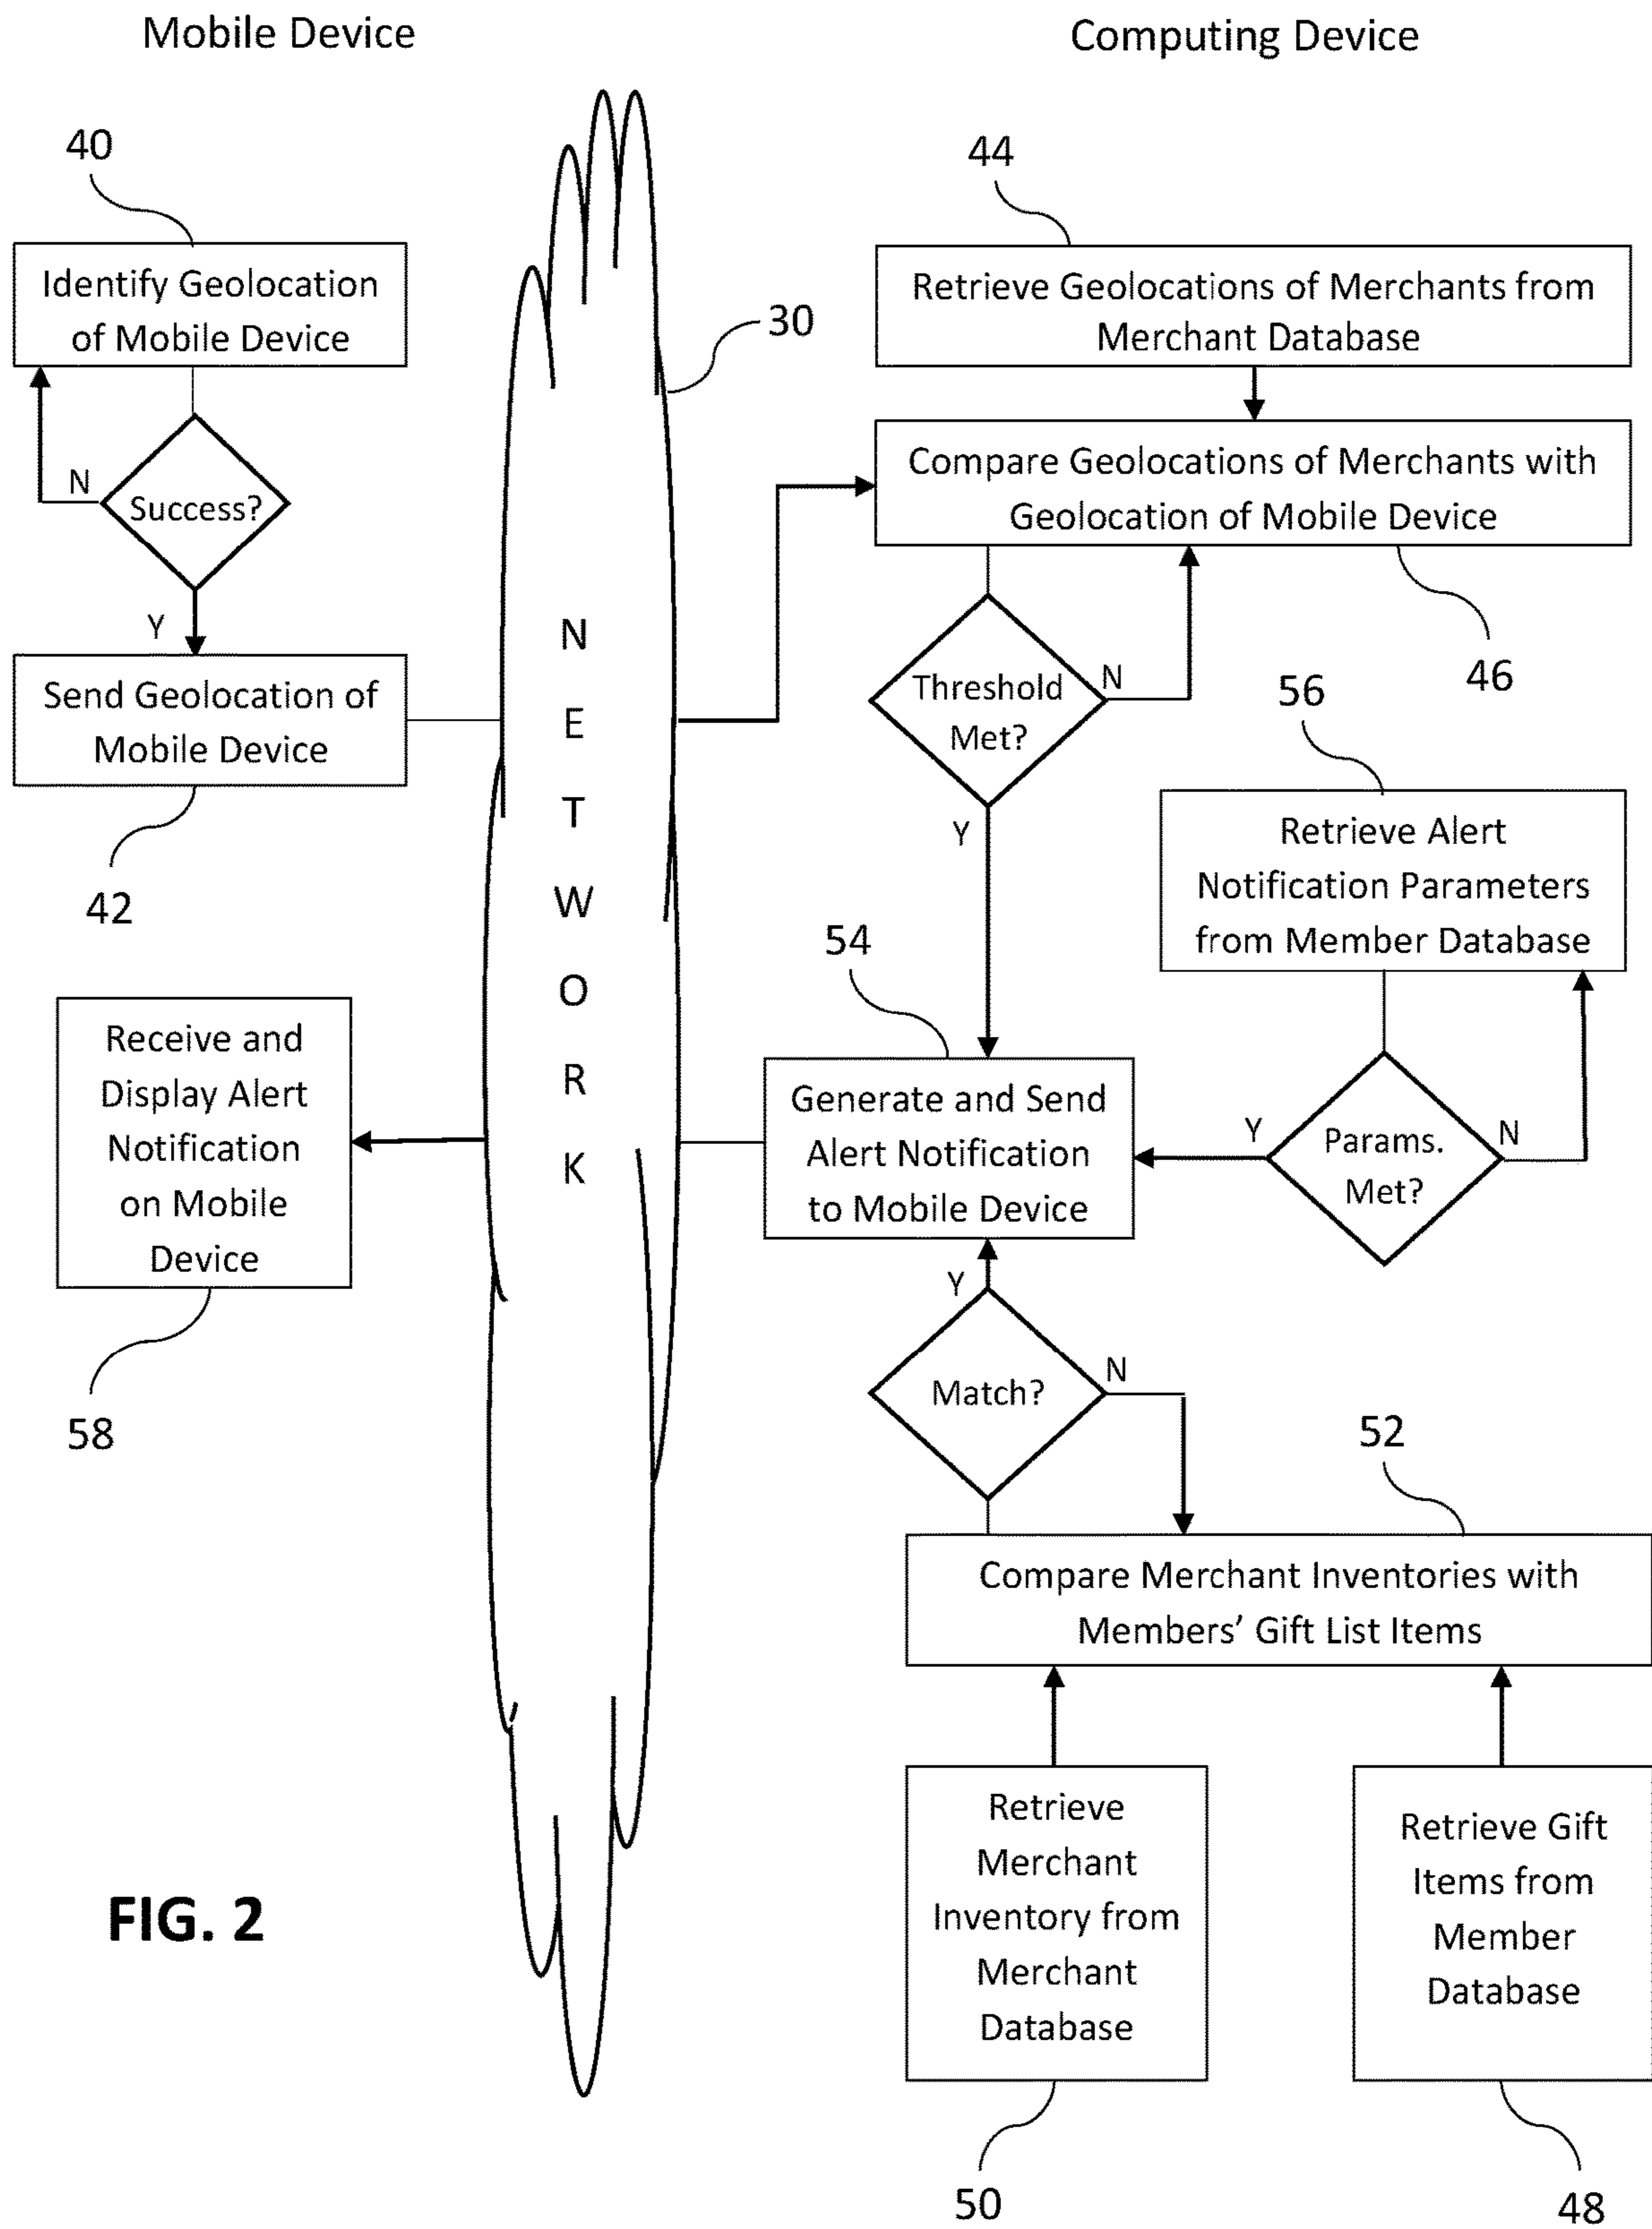 Mobile Device
Computing Device
40
44
Identify Geolocation
of Mobile Device
Retrieve Geolocations of Merchants from
Merchant Database
30
N
Success?
Y
Compare Geolocations of Merchants with
Geolocation of Mobile Device
46
Send Geolocation of
Mobile Device
42
N
E
T
W
O
R
K
Threshold
Met?
N
Y
56
Retrieve Alert
Notification Parameters
from Member Database
54
Receive and
Display Alert
Notification
on Mobile
Device
58
Generate and Send
Alert Notification
to Mobile Device
Y
Params.
Met?
N
Y
Match?
N
52
Compare Merchant Inventories with
Members’ Gift List Items
Retrieve
Merchant
Inventory from
Merchant
Database
Retrieve Gift
Items from
Member
Database
FIG. 2
50
48